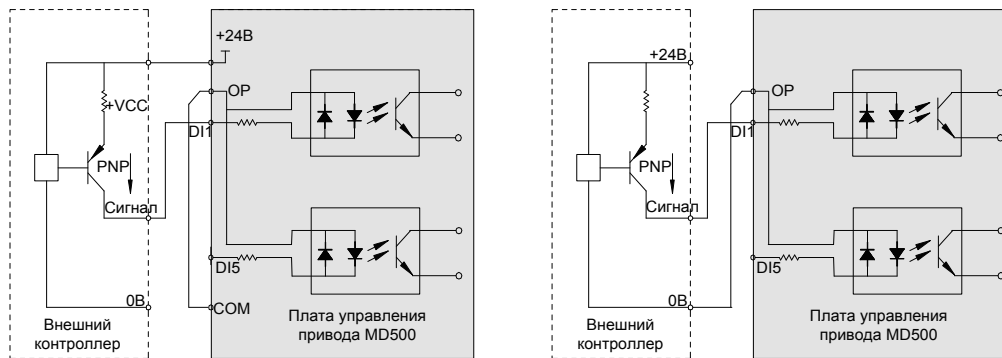 +24В
OP
+VCC
DI1
PNP
Сигнал
DI5
0В
COM
Внешний
контроллер
Плата управления
привода MD500
+24В
OP
DI1
PNP
Сигнал
DI5
0В
Внешний
контроллер
Плата управления
привода MD500